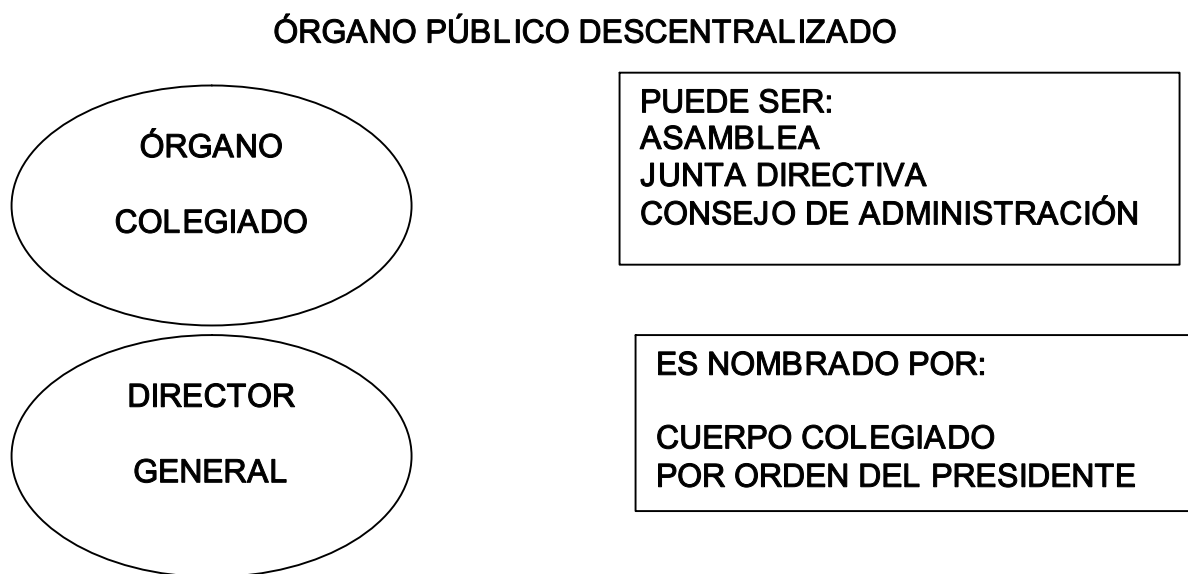 ÓRGANO PÚBLICO DESCENTRALIZADO
ÓRGANO
COLEGIADO
PUEDE SER:
ASAMBLEA
JUNTA DIRECTIVA
CONSEJO DE ADMINISTRACIÓN
DIRECTOR
GENERAL
ES NOMBRADO POR:
CUERPO COLEGIADO
POR ORDEN DEL PRESIDENTE